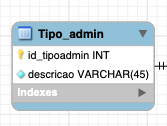 Tipo_admin
id_tipoadmin INT
descricao VARCHAR(45)
Indexes